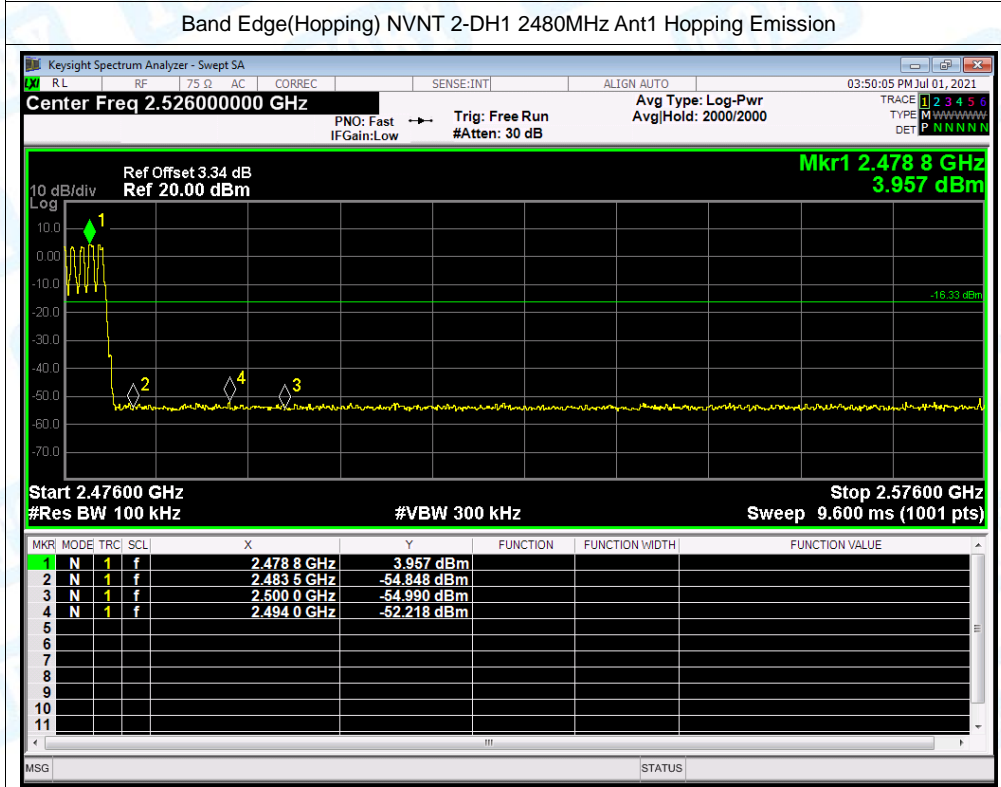 Band Edge(Hopping) NVNT 2-DH1 2480MHz Ant1 Hopping Emission
Keysight Spectrum Analyzer - Swept SA
LXI RL RF 75 Ω AC CORREC SENSE:INT ALIGN AUTO 03:50:05 PM Jul 01, 2021
Center Freq 2.526000000 GHz Avg Type: Log-Pwr TRACE 1 2 3 4 5 6
PNO: Fast Trig: Free Run Avg|Hold: 2000/2000 TYPE M WWWWW
IFGain:Low #Atten: 30 dB DET P N N N N N
Ref Offset 3.34 dB Mkr1 2.478 8 GHz
10 dB/div Ref 20.00 dBm 3.957 dBm
Log
1
10.0
0.00
-10.0
-16.33 dBm
-20.0
-30.0
-40.0
2 4 3
-50.0
-60.0
-70.0
Start 2.47600 GHz Stop 2.57600 GHz
#Res BW 100 kHz #VBW 300 kHz Sweep 9.600 ms (1001 pts)
MKR MODE TRC SCL X Y FUNCTION FUNCTION WIDTH FUNCTION VALUE
1 N 1 f 2.478 8 GHz 3.957 dBm
2 N 1 f 2.483 5 GHz -54.848 dBm
3 N 1 f 2.500 0 GHz -54.990 dBm
4 N 1 f 2.494 0 GHz -52.218 dBm
5
6
7
8
9
10
11
MSG STATUS